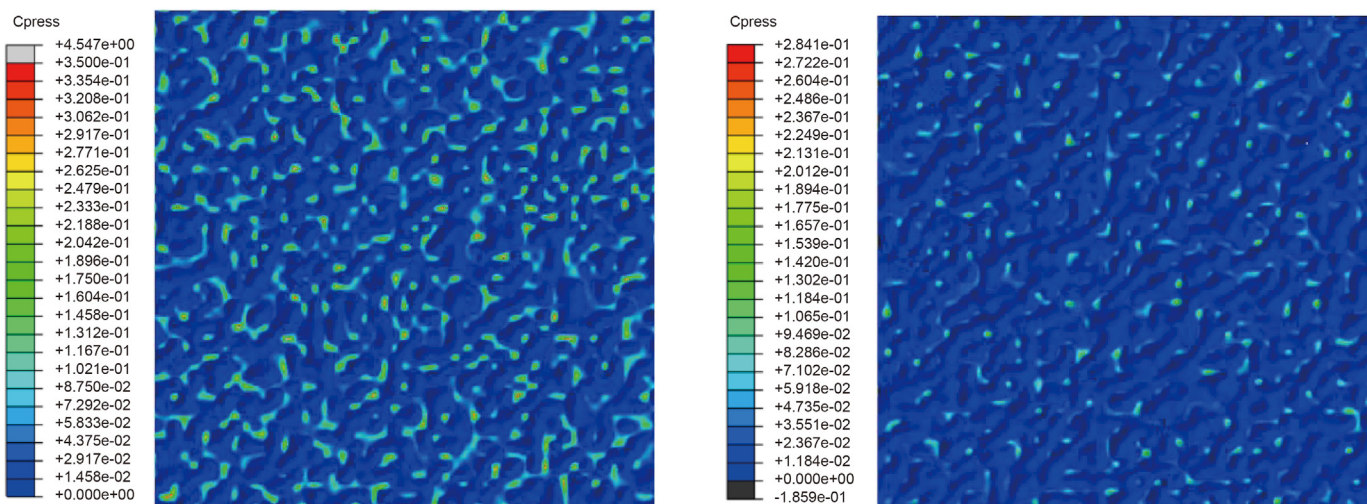 Cpress
+4.547e+00
+3.500e-01
+3.354e-01
+3.208e-01
+3.062e-01
+2.917e-01
+2.771e-01
+2.625e-01
+2.479e-01
+2.333e-01
+2.188e-01
+2.042e-01
+1.896e-01
+1.750e-01
+1.604e-01
+1.458e-01
+1.312e-01
+1.167e-01
+1.021e-01
+8.750e-02
+7.292e-02
+5.833e-02
+4.375e-02
+2.917e-02
+1.458e-02
+0.000e+00
Cpress
+2.841e-01
+2.722e-01
+2.604e-01
+2.486e-01
+2.367e-01
+2.249e-01
+2.131e-01
+2.012e-01
+1.894e-01
+1.775e-01
+1.657e-01
+1.539e-01
+1.420e-01
+1.302e-01
+1.184e-01
+1.065e-01
+9.469e-02
+8.286e-02
+7.102e-02
+5.918e-02
+4.735e-02
+3.551e-02
+2.367e-02
+1.184e-02
+0.000e+00
-1.859e-01